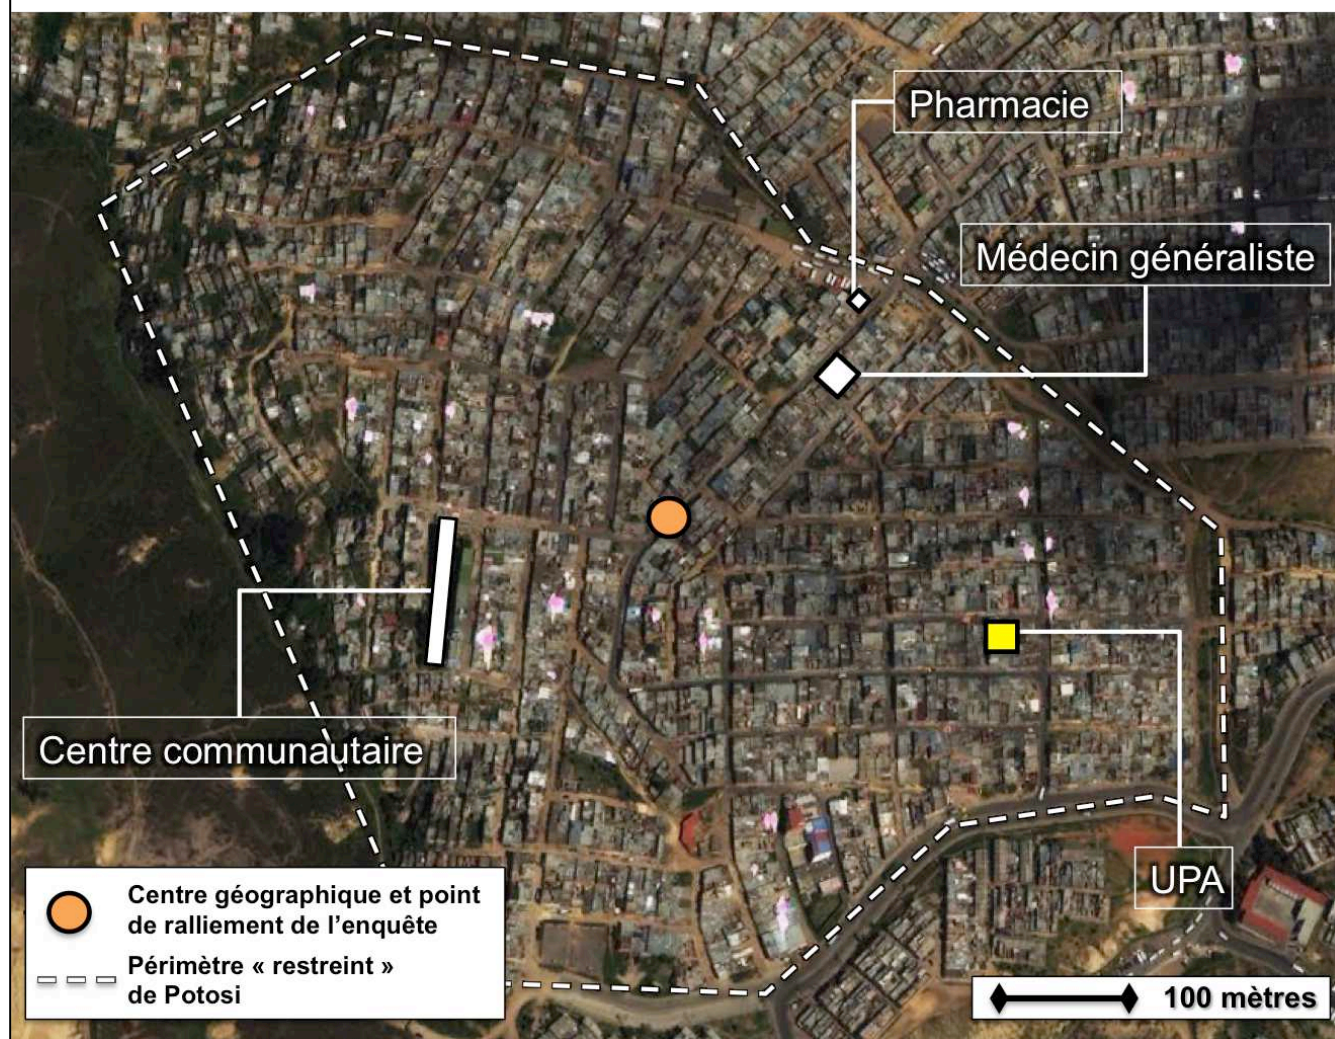 Pharmacie
Médecin généraliste
Centre communautaire
UPA
Centre géographique et point
de ralliement de l'enquête
Périmètre « restreint »
de Potosi
100 mètres